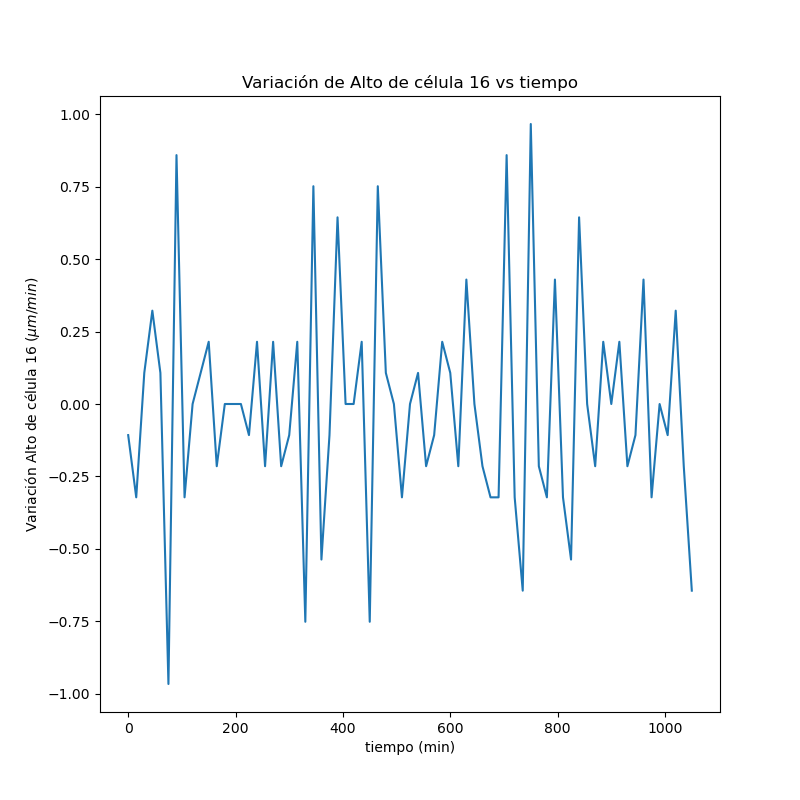 Variación de Alto de célula 16 vs tiempo
Variación Alto de célula 16 (μm/min)
1.00
0.75
0.50
0.25
0.00
−0.25
−0.50
−0.75
−1.00
0 200 400 600 800 1000
tiempo (min)